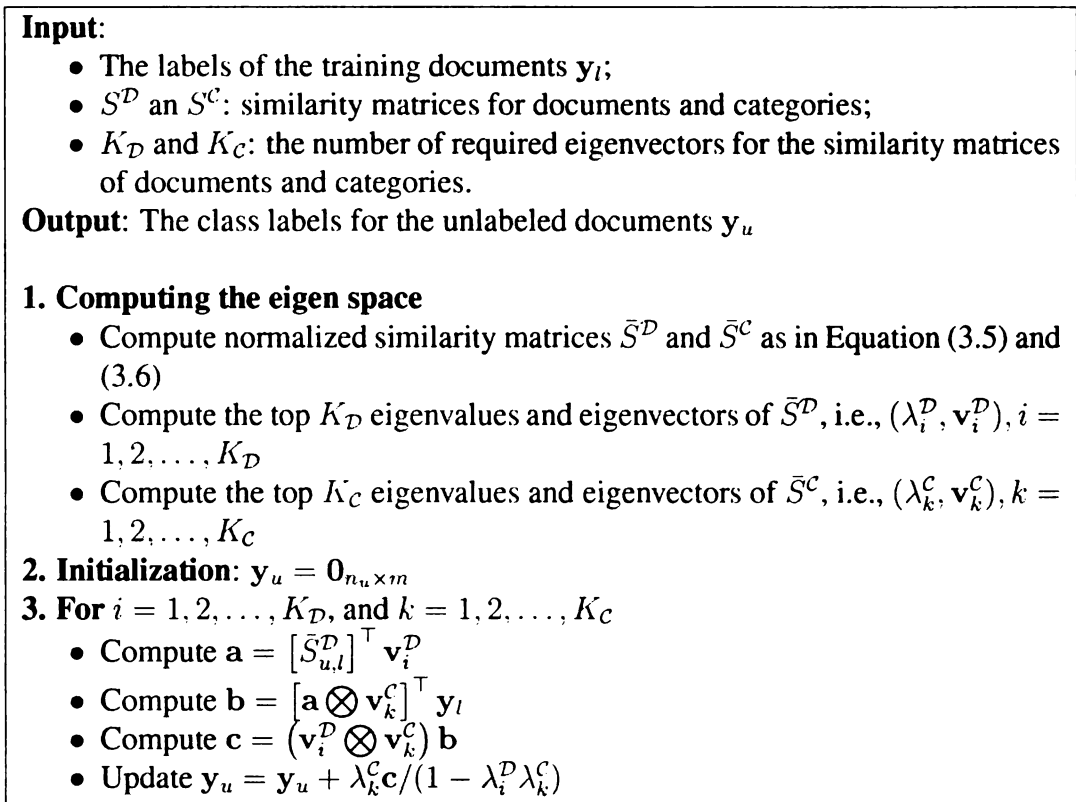 Input:
• The labels of the training documents y_l;
• S^𝒟 an S^𝒞: similarity matrices for documents and categories;
• K_𝒟 and K_𝒞: the number of required eigenvectors for the similarity matrices
of documents and categories.
Output: The class labels for the unlabeled documents y_u
1. Computing the eigen space
• Compute normalized similarity matrices S̄^𝒟 and S̄^𝒞 as in Equation (3.5) and
(3.6)
• Compute the top K_𝒟 eigenvalues and eigenvectors of S̄^𝒟, i.e., (λ_i^𝒟, v_i^𝒟), i =
1, 2, . . . , K_𝒟
• Compute the top K_𝒞 eigenvalues and eigenvectors of S̄^𝒞, i.e., (λ_k^𝒞, v_k^𝒞), k =
1, 2, . . . , K_𝒞
2. Initialization: y_u = 0_{n_u×m}
3. For i = 1, 2, . . . , K_𝒟, and k = 1, 2, . . . , K_𝒞
• Compute a = [S̄_{u,l}^𝒟]^⊤ v_i^𝒟
• Compute b = [a ⊗ v_k^𝒞]^⊤ y_l
• Compute c = (v_i^𝒟 ⊗ v_k^𝒞) b
• Update y_u = y_u + λ_k^𝒞 c/(1 − λ_i^𝒟 λ_k^𝒞)